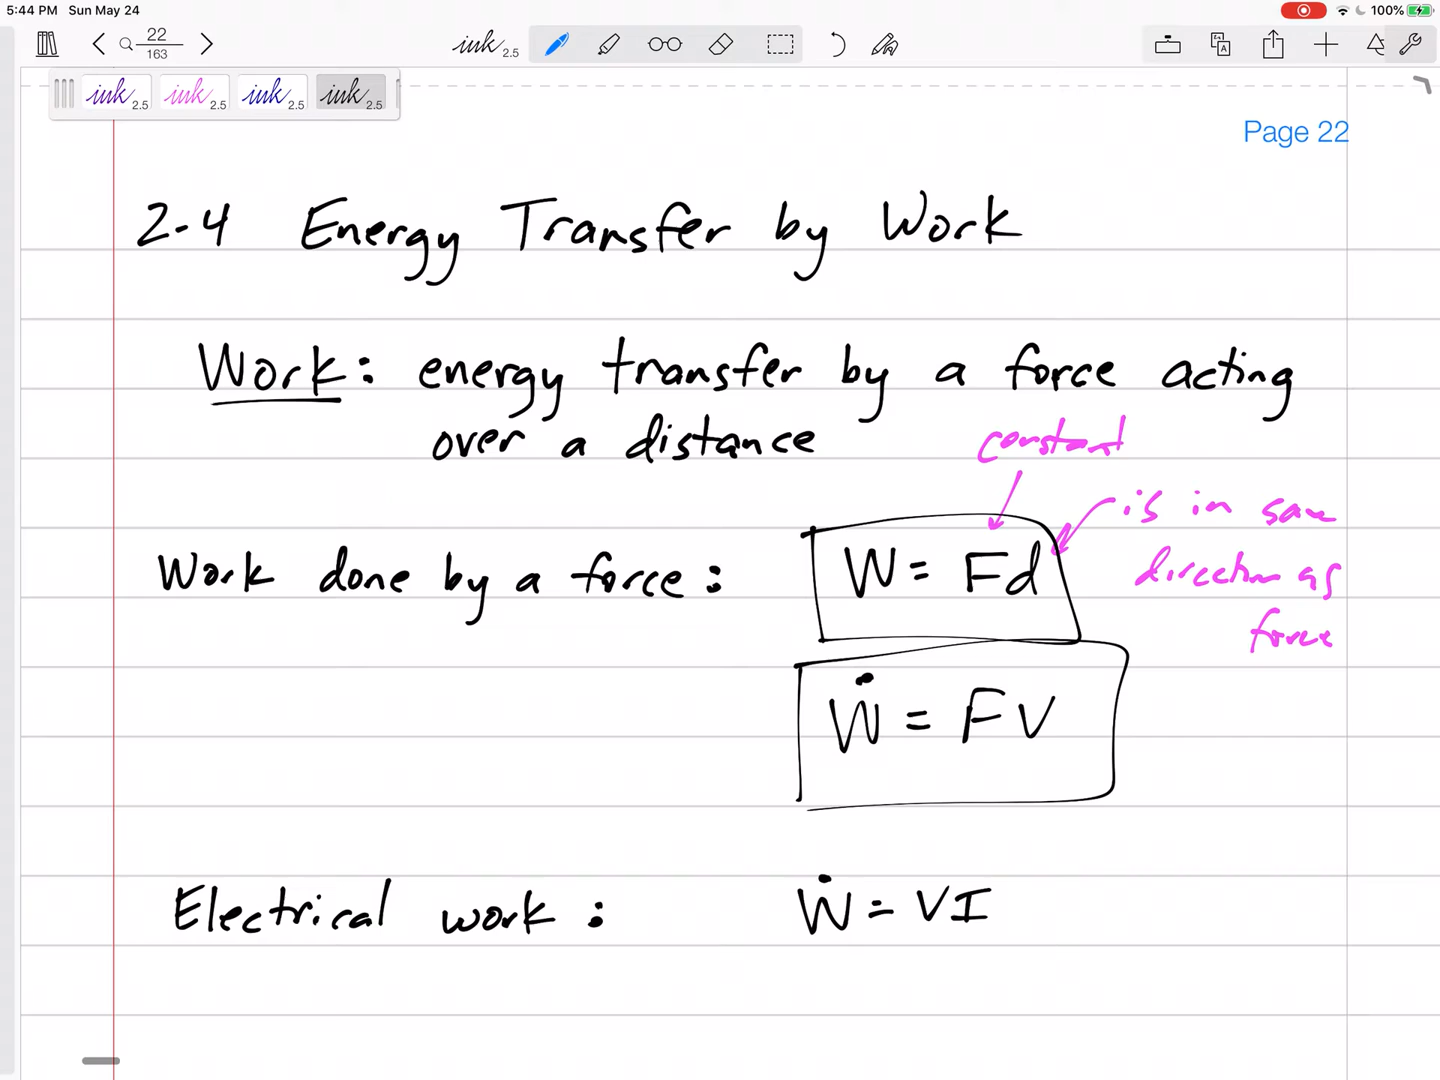 5:44 PM Sun May 24
100%
22
163
ink 2.5
ink 2.5 ink 2.5 ink 2.5 ink 2.5
Page 22
2-4 Energy Transfer by Work
Work: energy transfer by a force acting
over a distance
constant
is in same
direction as
force
Work done by a force: W = Fd
Ẇ = FV
Electrical work: Ẇ = VI